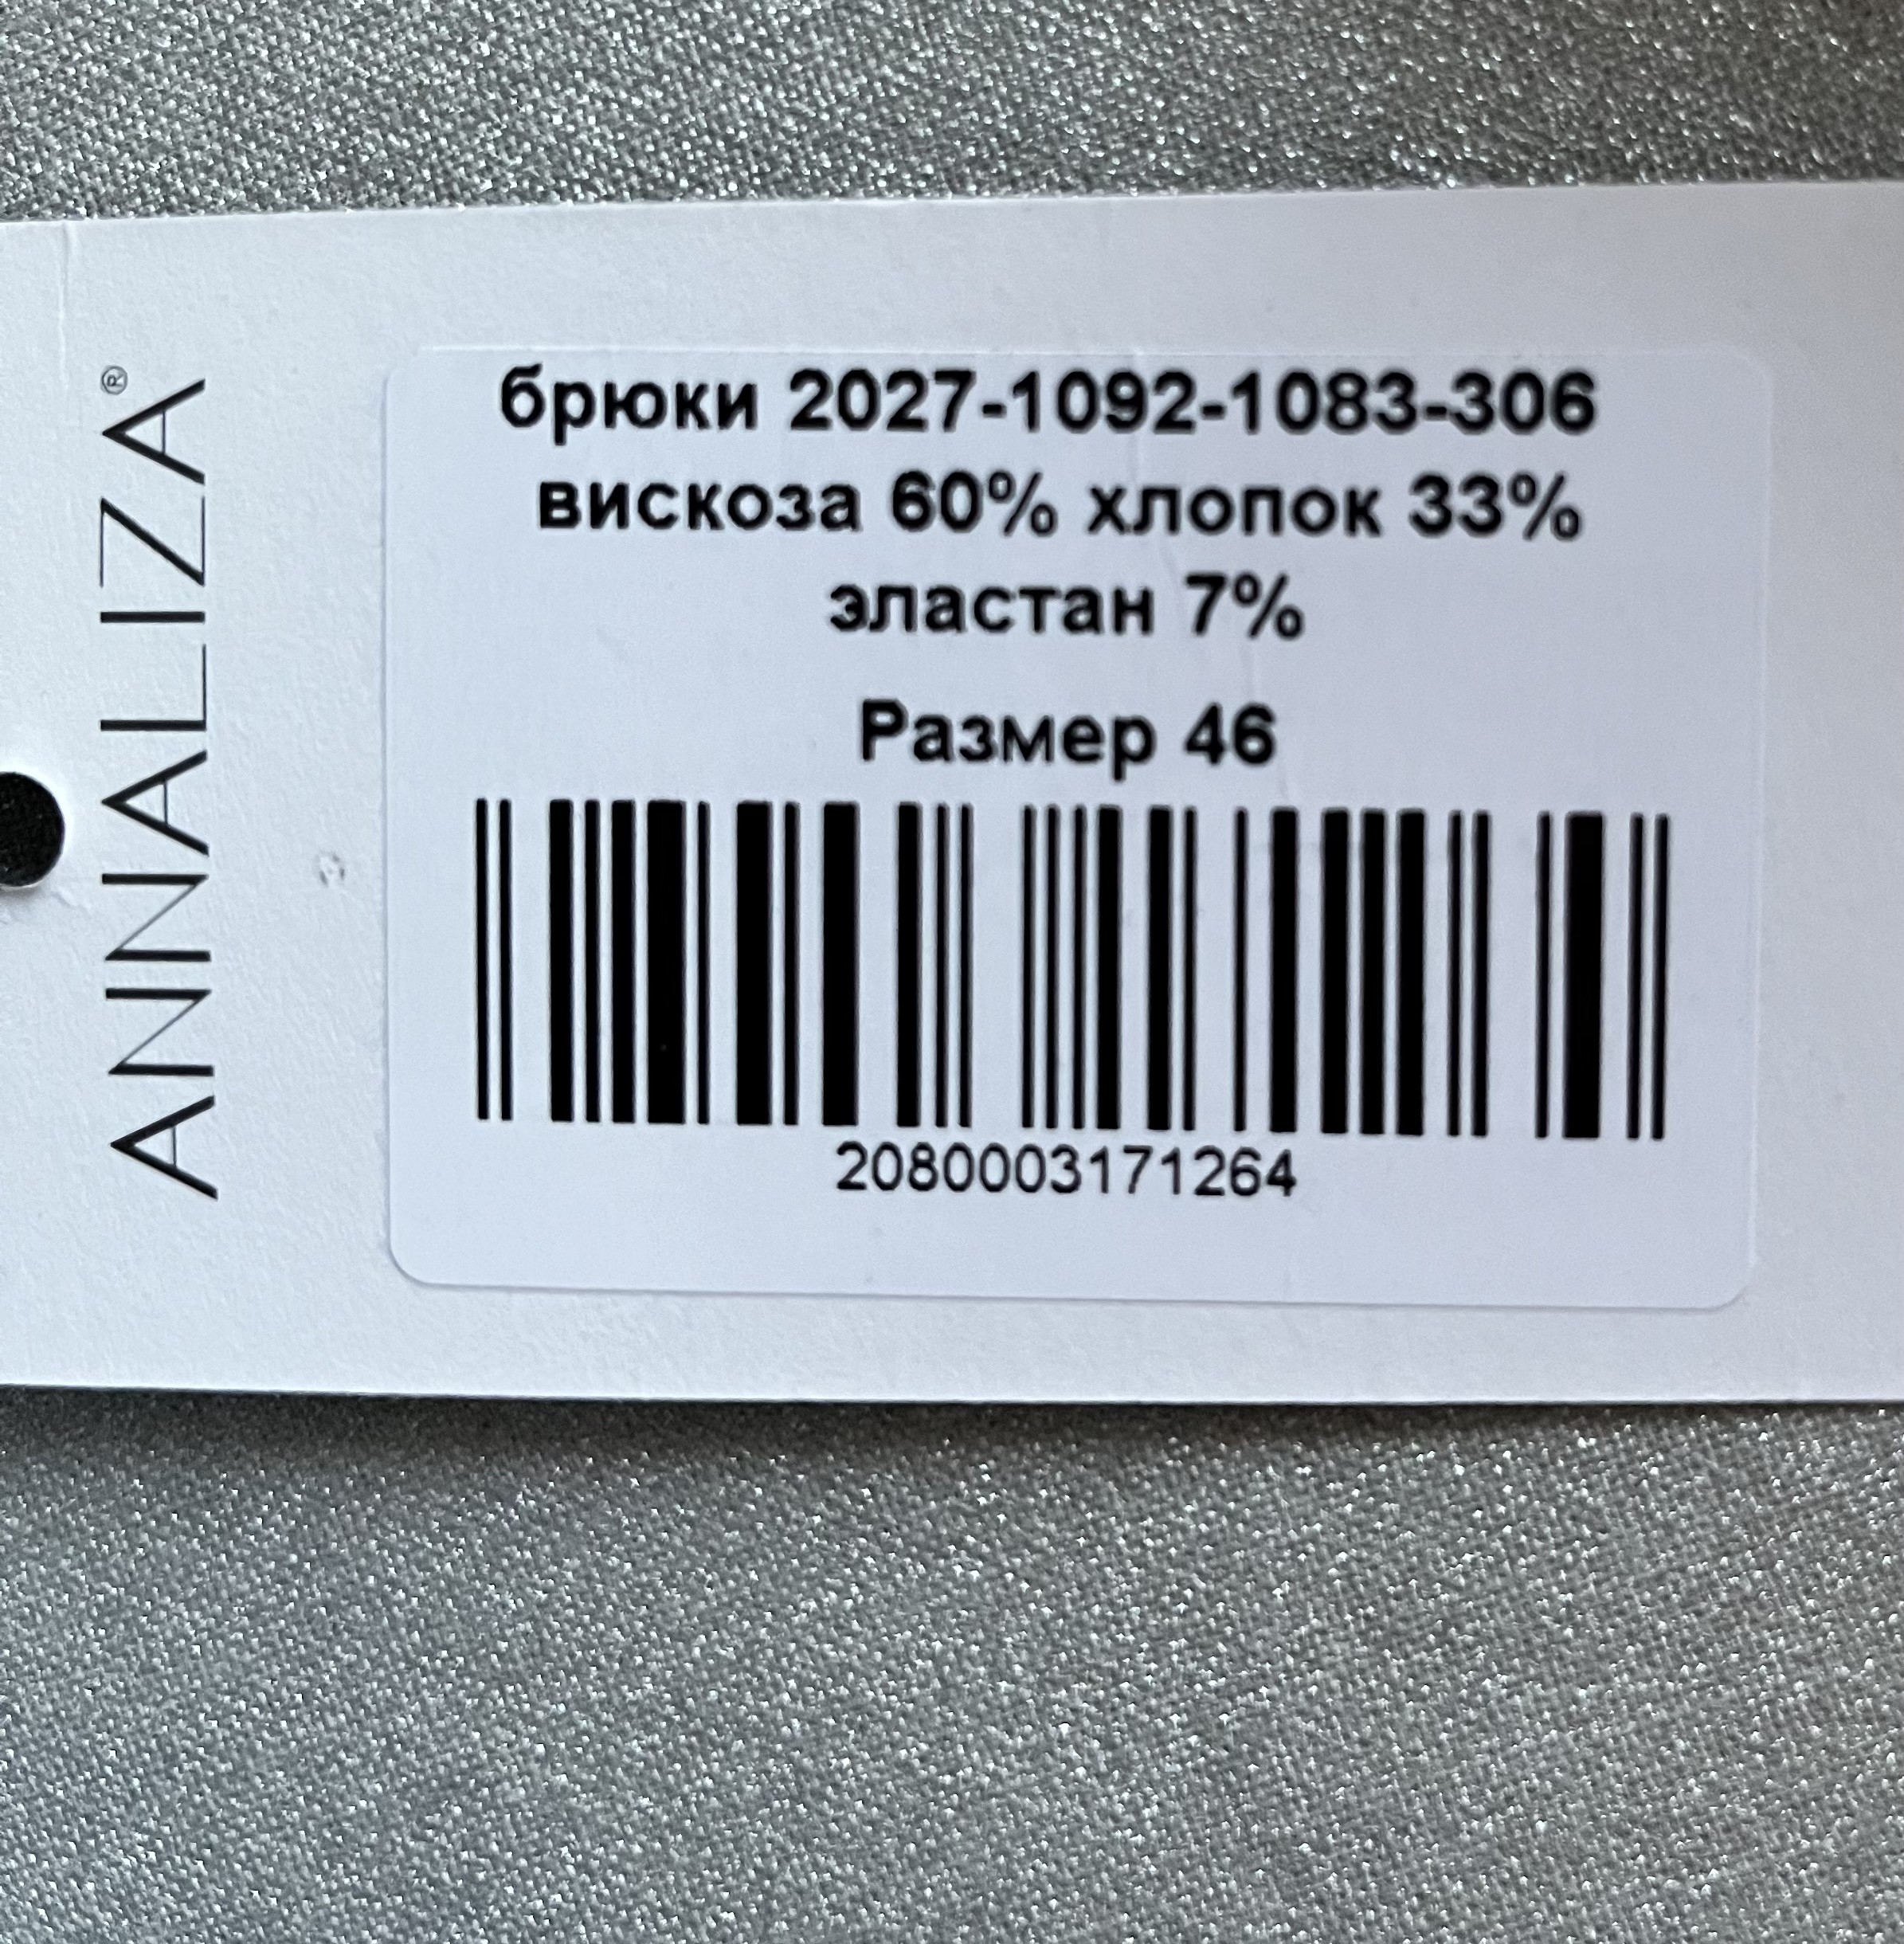 ANNALIZA®
брюки 2027-1092-1083-306
вискоза 60% хлопок 33%
эластан 7%
Размер 46
2080003171264